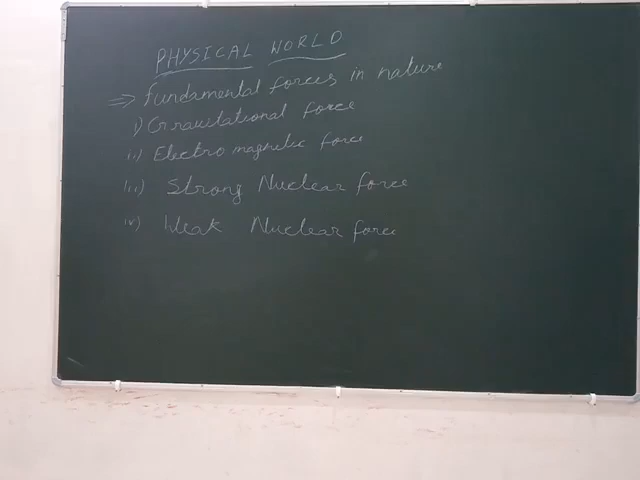 PHYSICAL WORLD
⇒ Fundamental forces in nature
i) Gravitational force
ii) Electromagnetic force
iii) Strong Nuclear force
iv) Weak Nuclear force